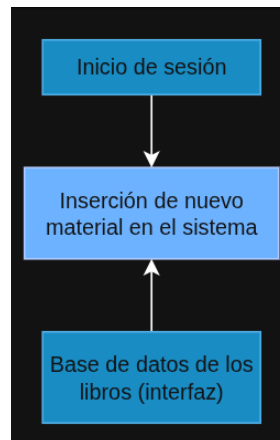 Inicio de sesión
Inserción de nuevo
material en el sistema
Base de datos de los
libros (interfaz)